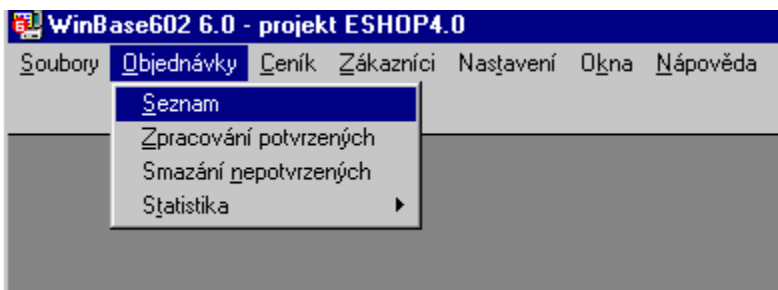 WinBase602 6.0 - projekt ESHOP4.0
Soubory Objednávky Ceník Zákazníci Nastavení Okna Nápověda
Seznam
Zpracování potvrzených
Smazání nepotvrzených
Statistika